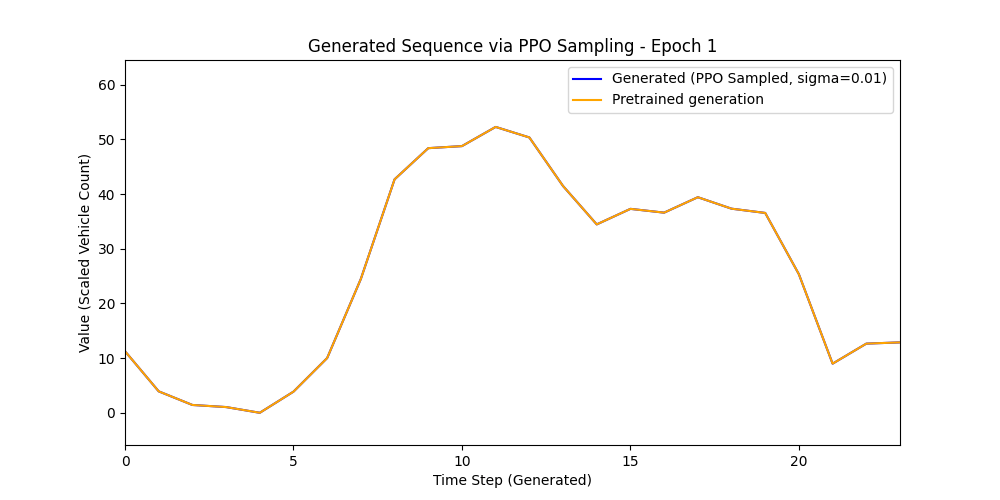 Generated Sequence via PPO Sampling - Epoch 1
Generated (PPO Sampled, sigma=0.01)
Pretrained generation
Value (Scaled Vehicle Count)
60
50
40
30
20
10
0
0 5 10 15 20
Time Step (Generated)